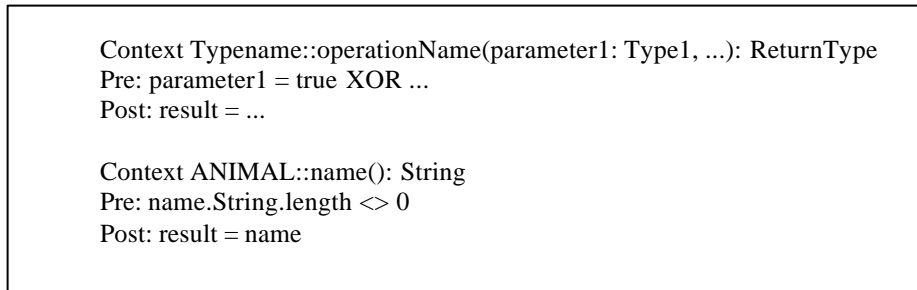 Context Typename::operationName(parameter1: Type1, ...): ReturnType
Pre: parameter1 = true XOR ...
Post: result = ...
Context ANIMAL::name(): String
Pre: name.String.length <> 0
Post: result = name